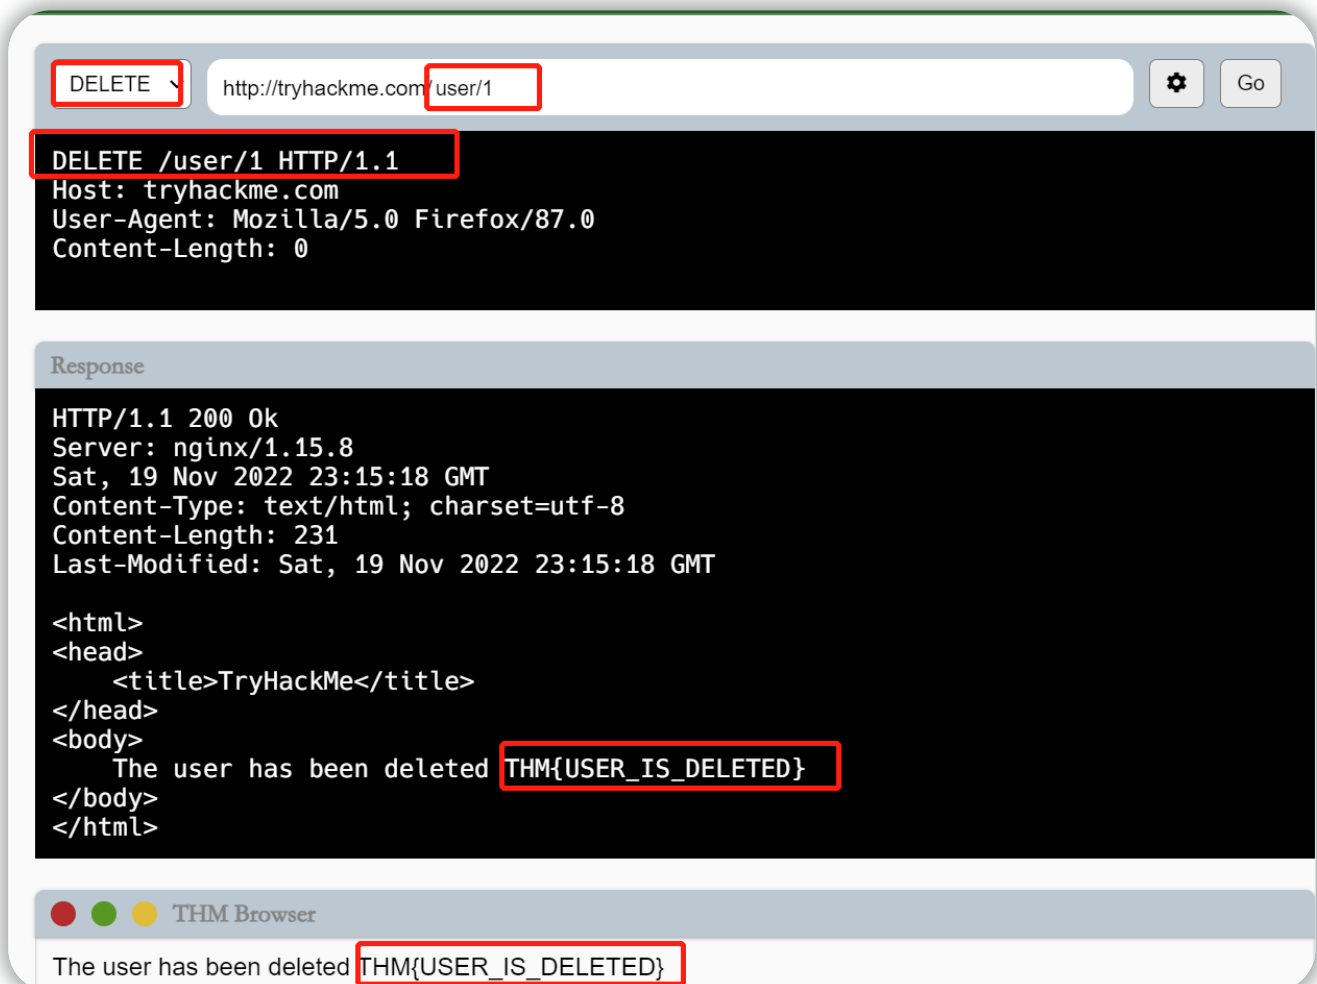 DELETE http://tryhackme.com/user/1 Go
DELETE /user/1 HTTP/1.1
Host: tryhackme.com
User-Agent: Mozilla/5.0 Firefox/87.0
Content-Length: 0
Response
HTTP/1.1 200 Ok
Server: nginx/1.15.8
Sat, 19 Nov 2022 23:15:18 GMT
Content-Type: text/html; charset=utf-8
Content-Length: 231
Last-Modified: Sat, 19 Nov 2022 23:15:18 GMT
<html>
<head>
    <title>TryHackMe</title>
</head>
<body>
    The user has been deleted THM{USER_IS_DELETED}
</body>
</html>
THM Browser
The user has been deleted THM{USER_IS_DELETED}